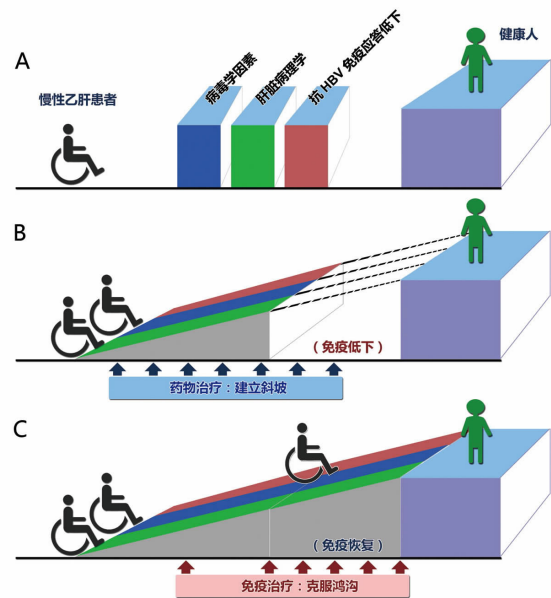 A
慢性乙肝患者
病毒学因素
肝脏病理学
抗 HBV 免疫应答低下
健康人
B
（免疫低下）
药物治疗：建立斜坡
C
（免疫恢复）
免疫治疗：克服鸿沟